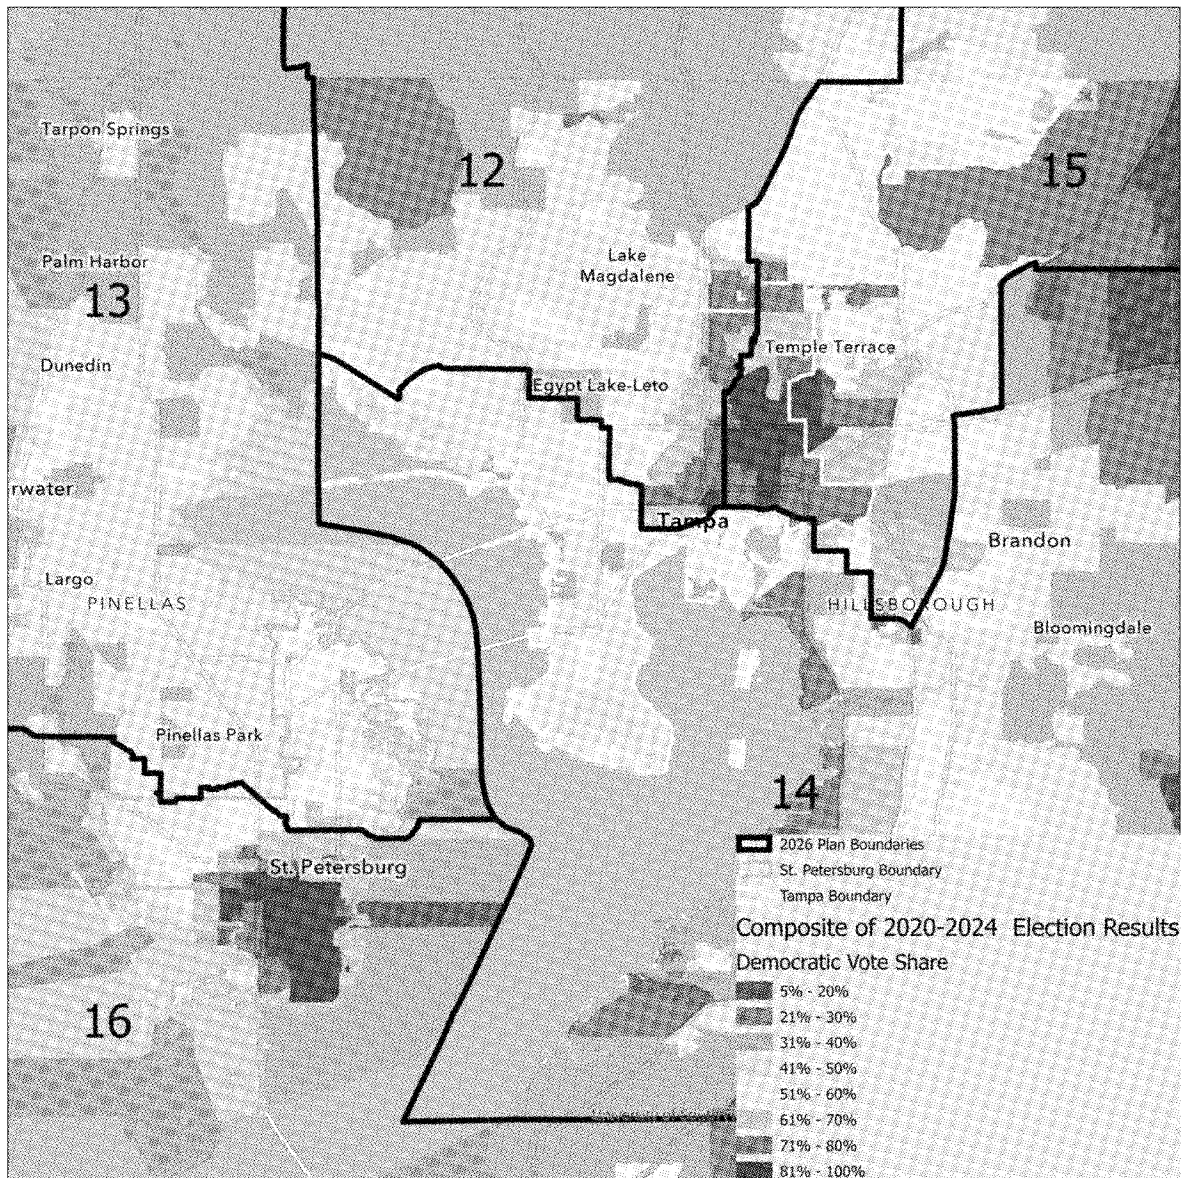 Tarpon Springs
12
15
Palm Harbor
13
Lake
Magdalene
Dunedin
Temple Terrace
Egypt Lake-Leto
rwater
Tampa
Brandon
Largo
PINELLAS
HILLSBOROUGH
Bloomingdale
Pinellas Park
14
St. Petersburg
16
2026 Plan Boundaries
St. Petersburg Boundary
Tampa Boundary
Composite of 2020-2024 Election Results
Democratic Vote Share
5% - 20%
21% - 30%
31% - 40%
41% - 50%
51% - 60%
61% - 70%
71% - 80%
81% - 100%